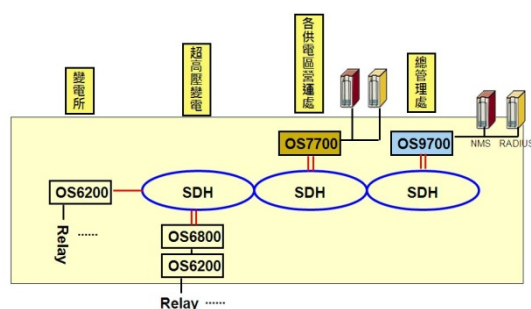 變電所
超高壓變電
各供電區營運處
總管理處
OS7700
OS9700
NMS
RADIUS
OS6200
SDH
SDH
SDH
Relay ......
OS6800
OS6200
Relay ......